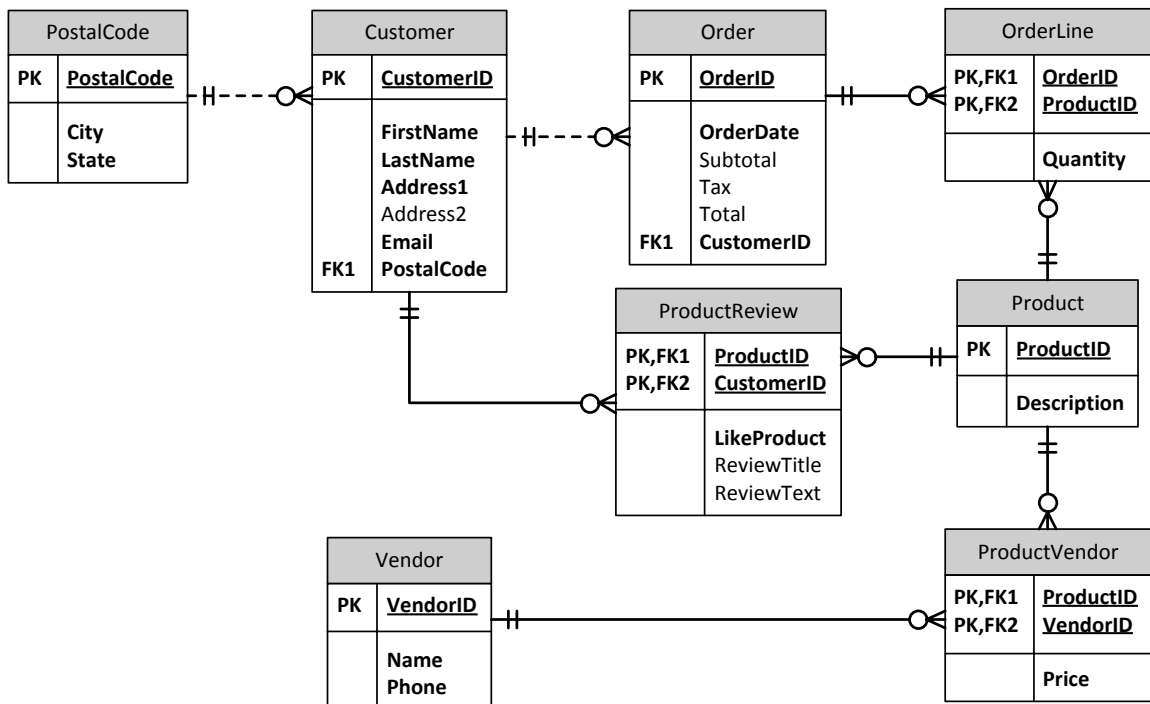 PostalCode
PK PostalCode
City
State
Customer
PK CustomerID
FirstName
LastName
Address1
Address2
Email
FK1 PostalCode
Order
PK OrderID
OrderDate
Subtotal
Tax
Total
FK1 CustomerID
OrderLine
PK,FK1 OrderID
PK,FK2 ProductID
Quantity
ProductReview
PK,FK1 ProductID
PK,FK2 CustomerID
LikeProduct
ReviewTitle
ReviewText
Product
PK ProductID
Description
Vendor
PK VendorID
Name
Phone
ProductVendor
PK,FK1 ProductID
PK,FK2 VendorID
Price